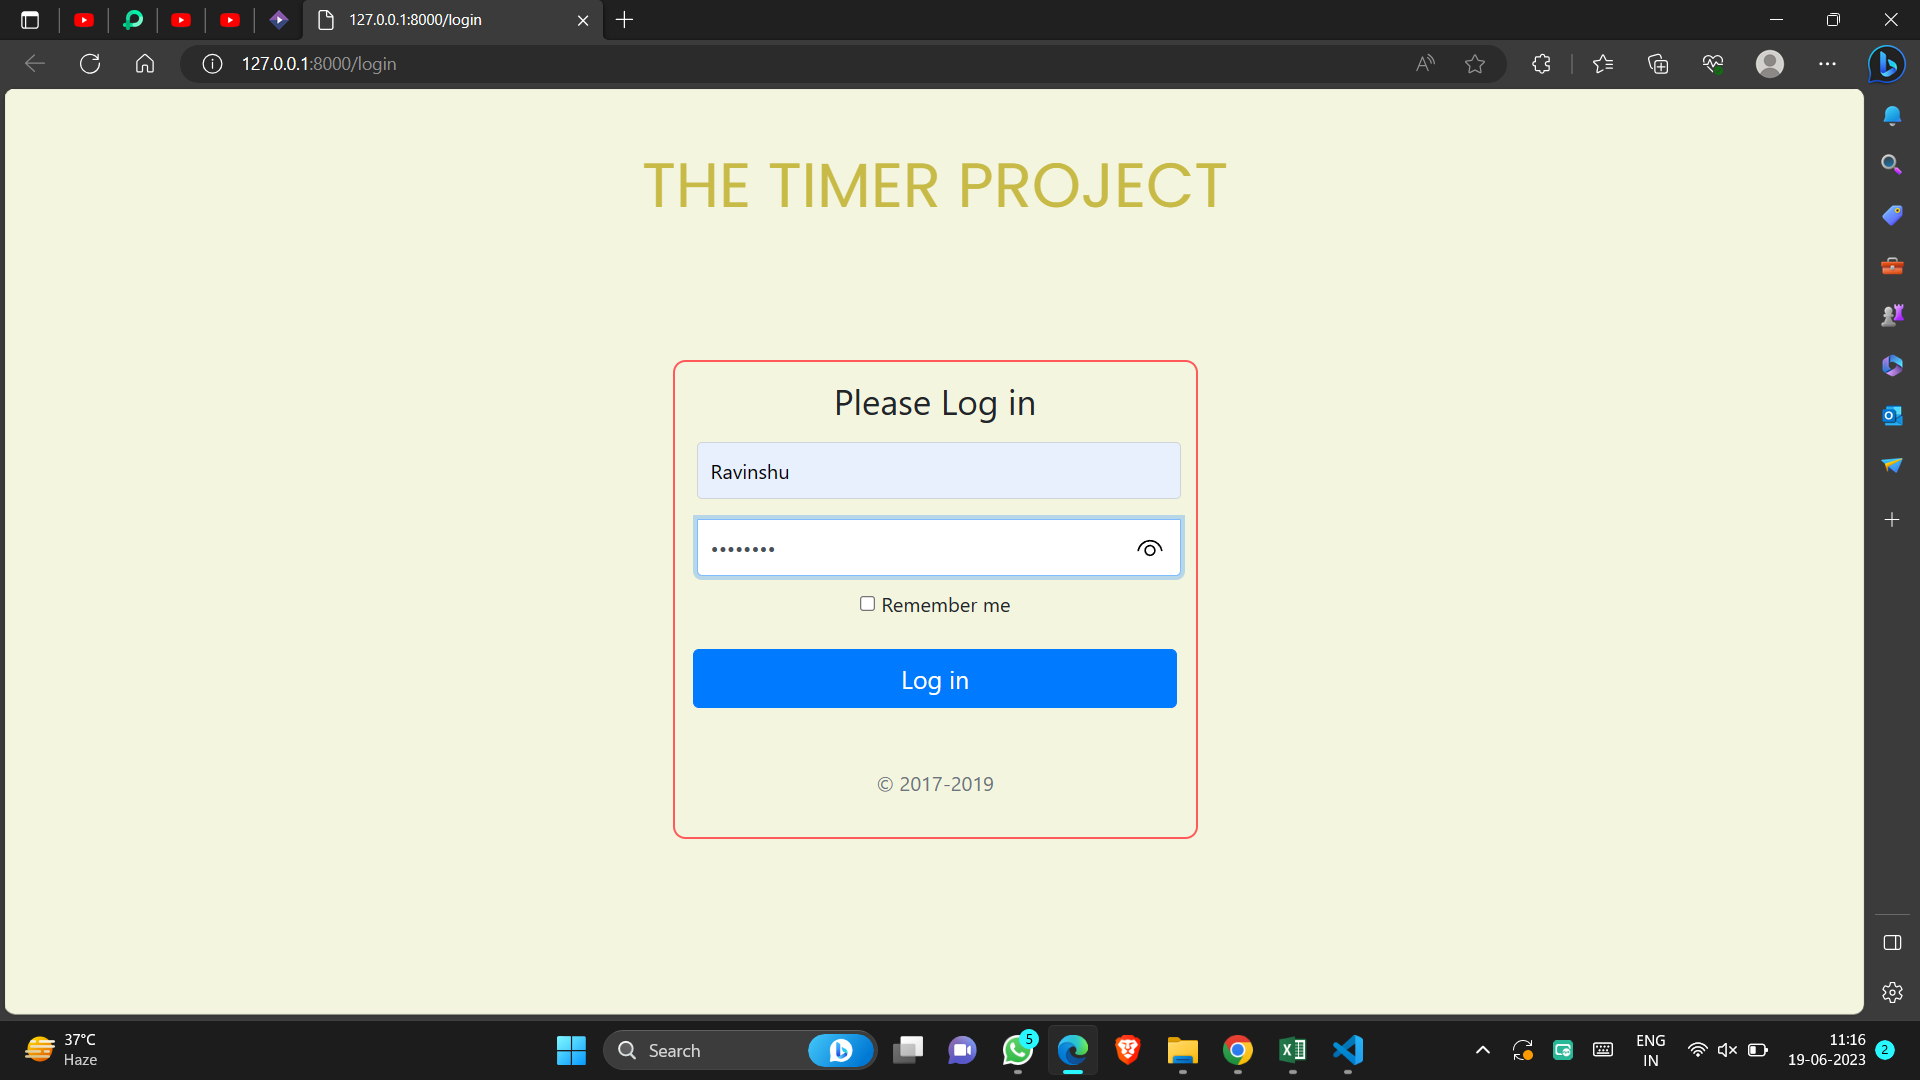 127.0.0.1:8000/login
127.0.0.1:8000/login
THE TIMER PROJECT
Please Log in
Ravinshu
••••••••
Remember me
Log in
© 2017-2019
37°C
Haze
Search
5
ENG
IN
11:16
19-06-2023
2